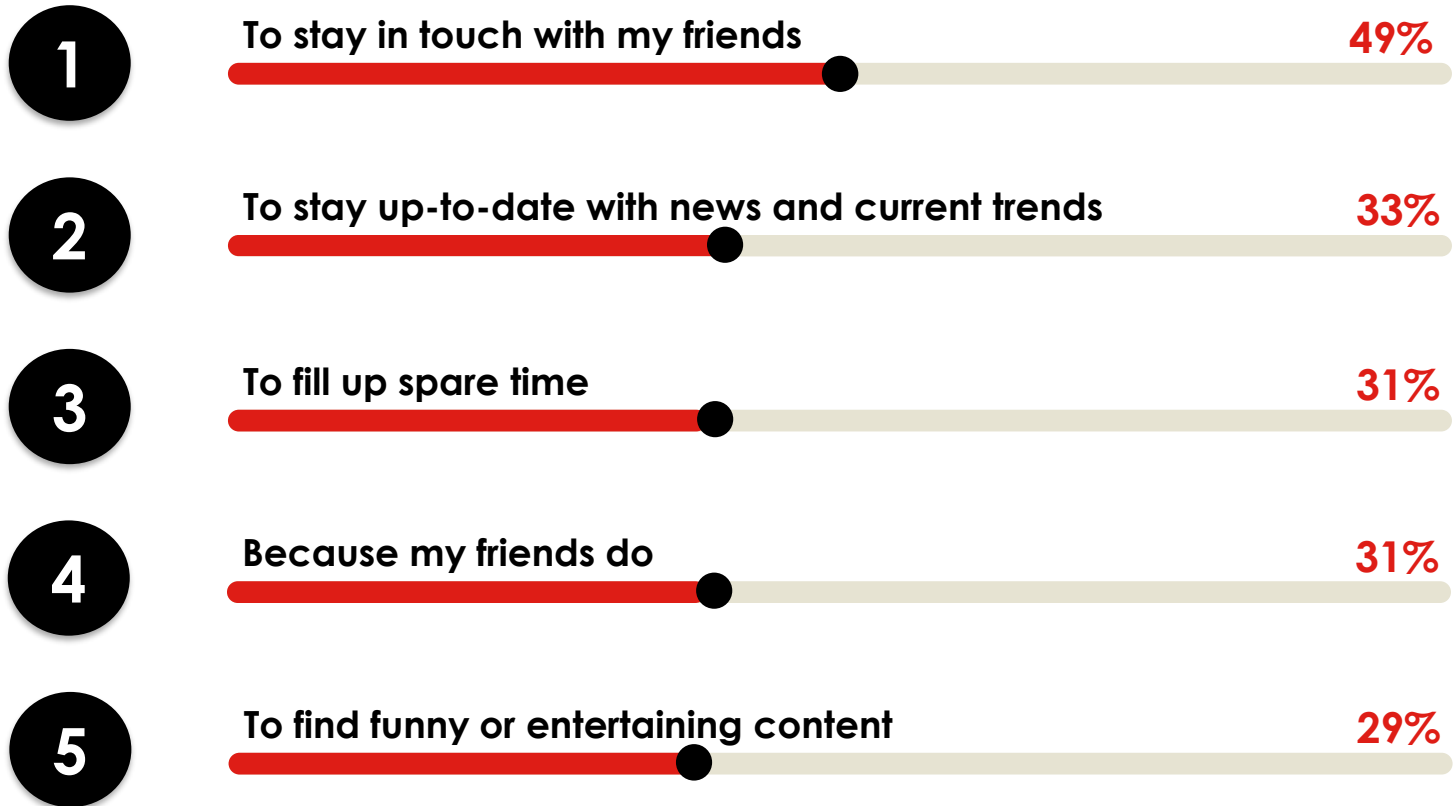 1
To stay in touch with my friends
49%
2
To stay up-to-date with news and current trends
33%
3
To fill up spare time
31%
4
Because my friends do
31%
5
To find funny or entertaining content
29%